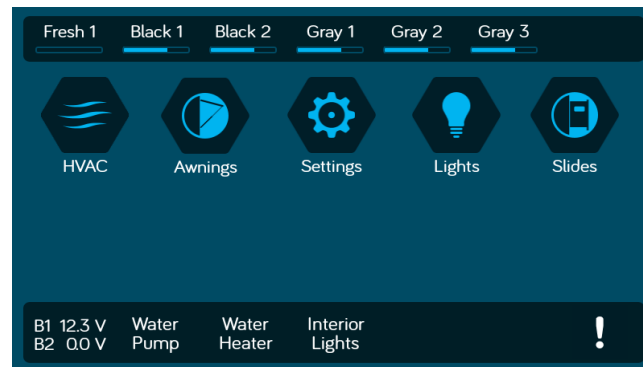 Fresh 1 Black 1 Black 2 Gray 1 Gray 2 Gray 3
HVAC Awnings Settings Lights Slides
B1 12.3 V Water Water Interior
B2 0.0 V Pump Heater Lights
!